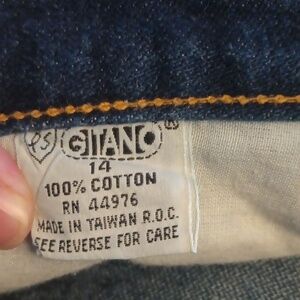 GITANO ®
14
100% COTTON
RN 44976
MADE IN TAIWAN R.O.C.
SEE REVERSE FOR CARE